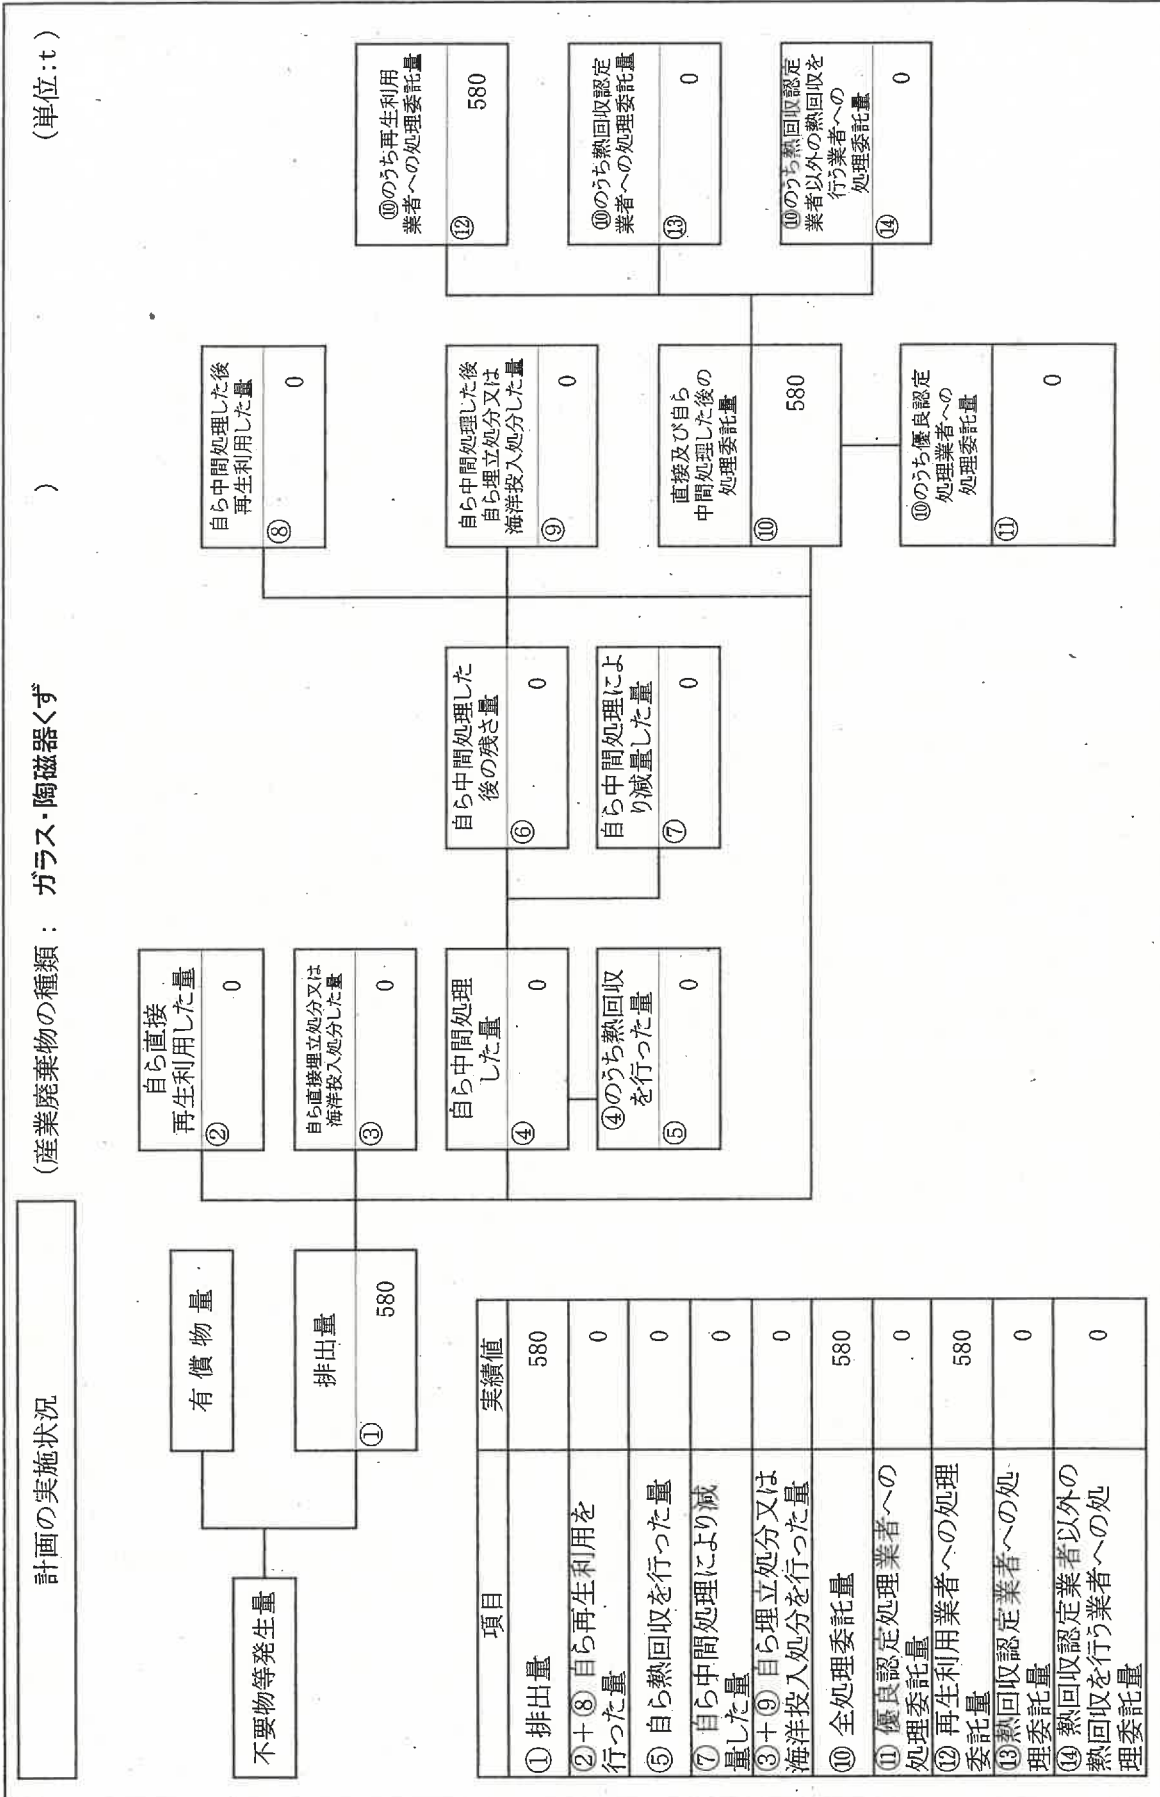 計画の実施状況
(産業廃棄物の種類: ガラス・陶磁器くず )
(単位:t)
不要物等発生量
有償物量
排出量
① 580
自ら直接
再生利用した量
② 0
自ら直接埋立処分又は
海洋投入処分した量
③ 0
自ら中間処理
した量
④ 0
④のうち熱回収
を行った量
⑤ 0
自ら中間処理した
後の残さ量
⑥ 0
自ら中間処理によ
り減量した量
⑦ 0
自ら中間処理した後
再生利用した量
⑧ 0
自ら中間処理した後
自ら埋立処分又は
海洋投入処分した量
⑨ 0
直接及び自ら
中間処理した後の
処理委託量
⑩ 580
⑩のうち優良認定
処理業者への
処理委託量
⑪ 0
⑩のうち再生利用
業者への処理委託量
⑫ 580
⑩のうち熱回収認定
業者への処理委託量
⑬ 0
⑩のうち熱回収認定
業者以外の熱回収を
行う業者への
処理委託量
⑭ 0
項目 実績値
①排出量 580
②+⑧自ら再生利用を
行った量 0
⑤自ら熱回収を行った量 0
⑦自ら中間処理により減
量した量 0
③+⑨自ら埋立処分又は
海洋投入処分を行った量 0
⑩全処理委託量 580
⑪優良認定処理業者への
処理委託量 0
⑫再生利用業者への処理
委託量 580
⑬熱回収認定業者への処
理委託量 0
⑭熱回収認定業者以外の
熱回収を行う業者への処
理委託量 0